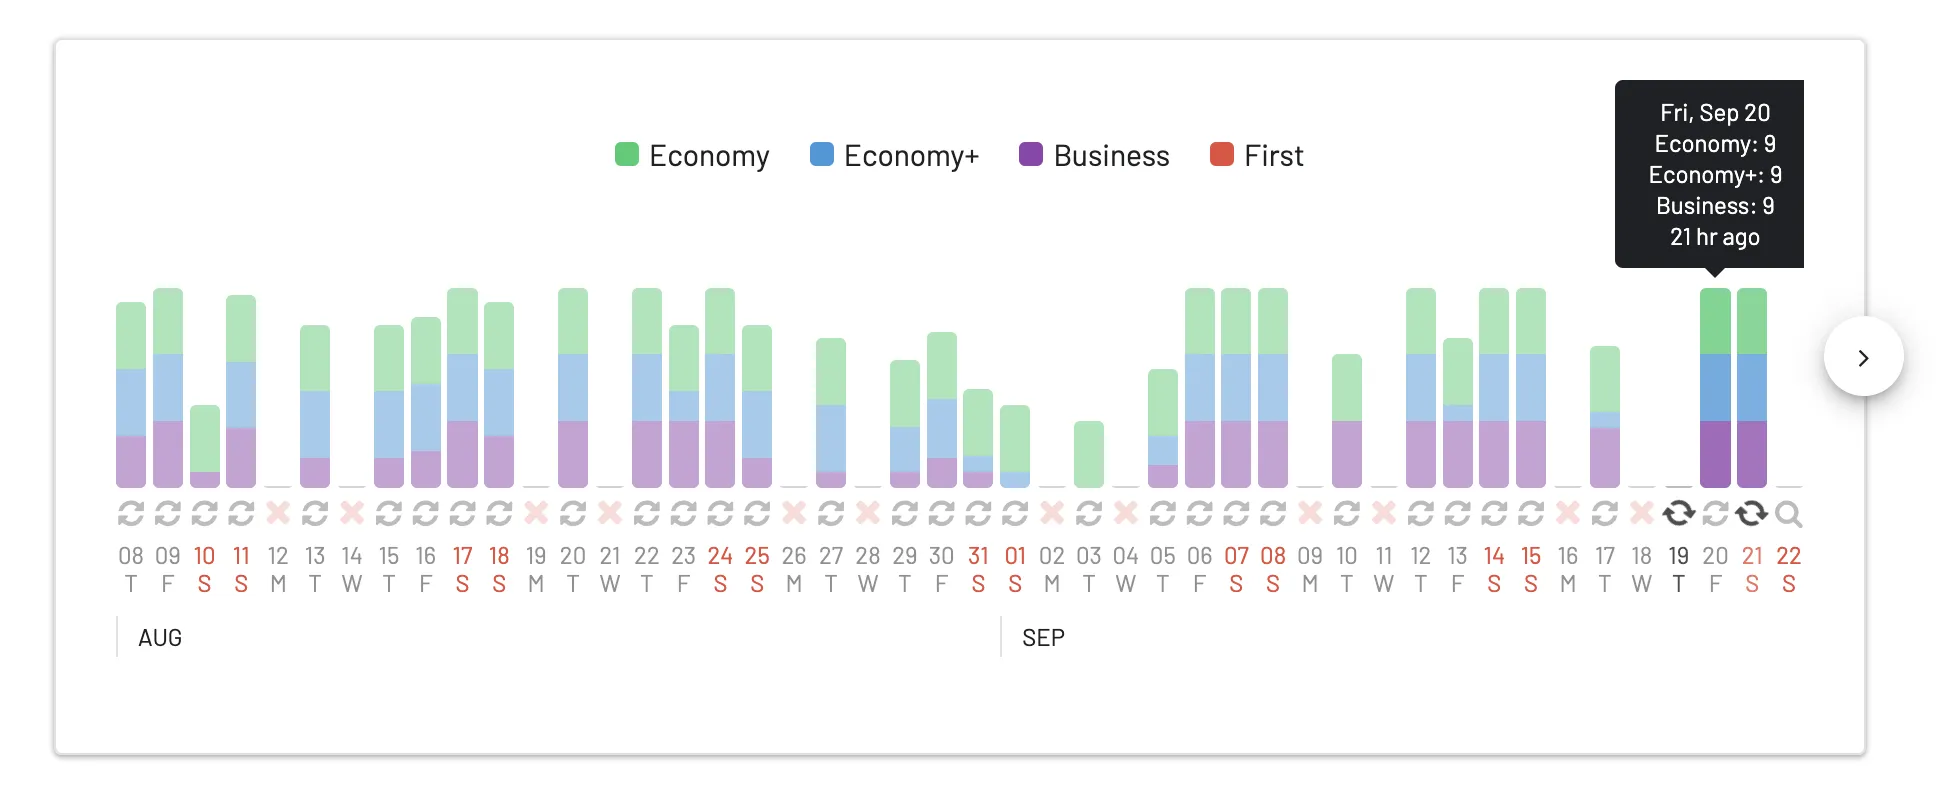 Fri, Sep 20
Economy: 9
Economy+: 9
Business: 9
21 hr ago
Economy Economy+ Business First
08 09 10 11 12 13 14 15 16 17 18 19 20 21 22 23 24 25 26 27 28 29 30 31 01 02 03 04 05 06 07 08 09 10 11 12 13 14 15 16 17 18 19 20 21 22
T F S S M T W T F S S M T W T F S S M T W T F S S M T W T F S S M T W T F S S M T W T F S S
AUG SEP